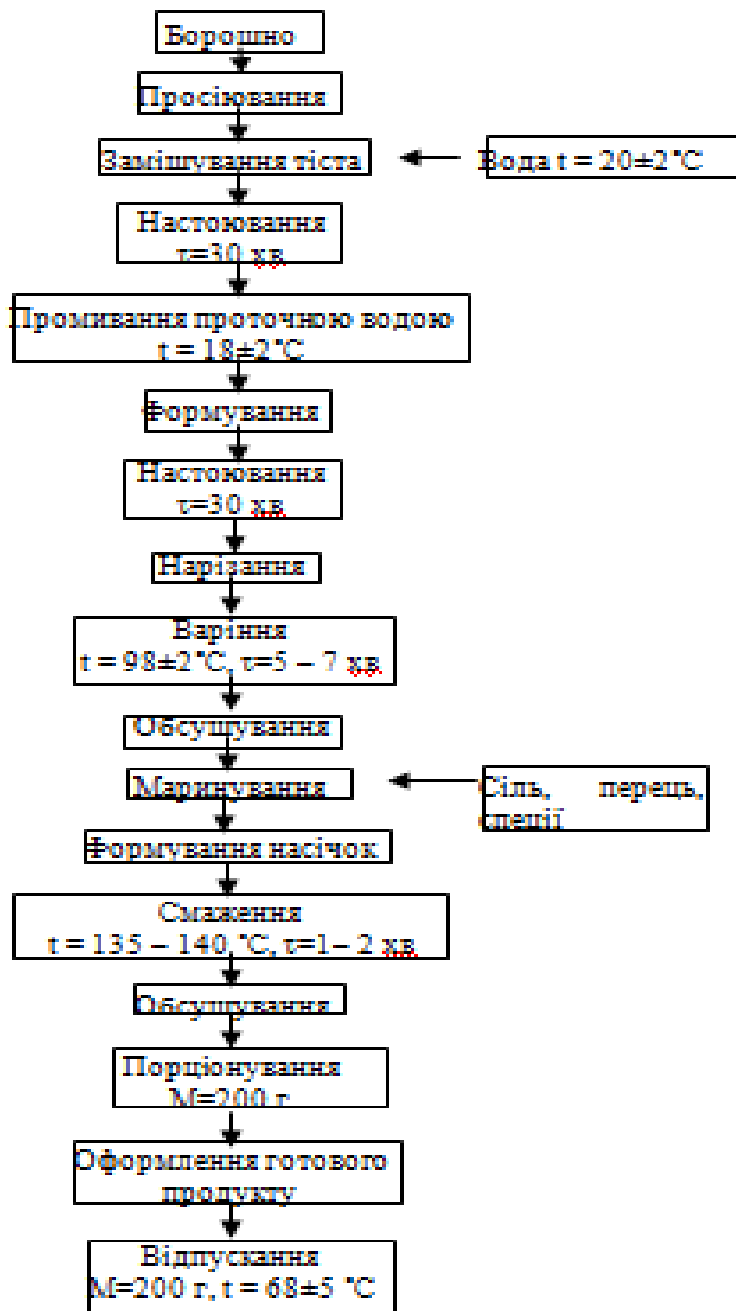 Борошно
Просіювання
Замішування тіста
Вода t = 20±2°C
Настоювання
τ=30 хв
Промивання проточною водою
t = 18±2°C
Формування
Настоювання
τ=30 хв
Нарізання
Варіння
t = 98±2°C, τ=5 – 7 хв
Обсушування
Маринування
Сіль, перець,
спеції
Формування насічок
Смаження
t = 135 – 140, °C, τ=1– 2 хв
Обсушування
Порціонування
М=200 г
Оформлення готового
продукту
Відпускання
М=200 г, t = 68±5 °C